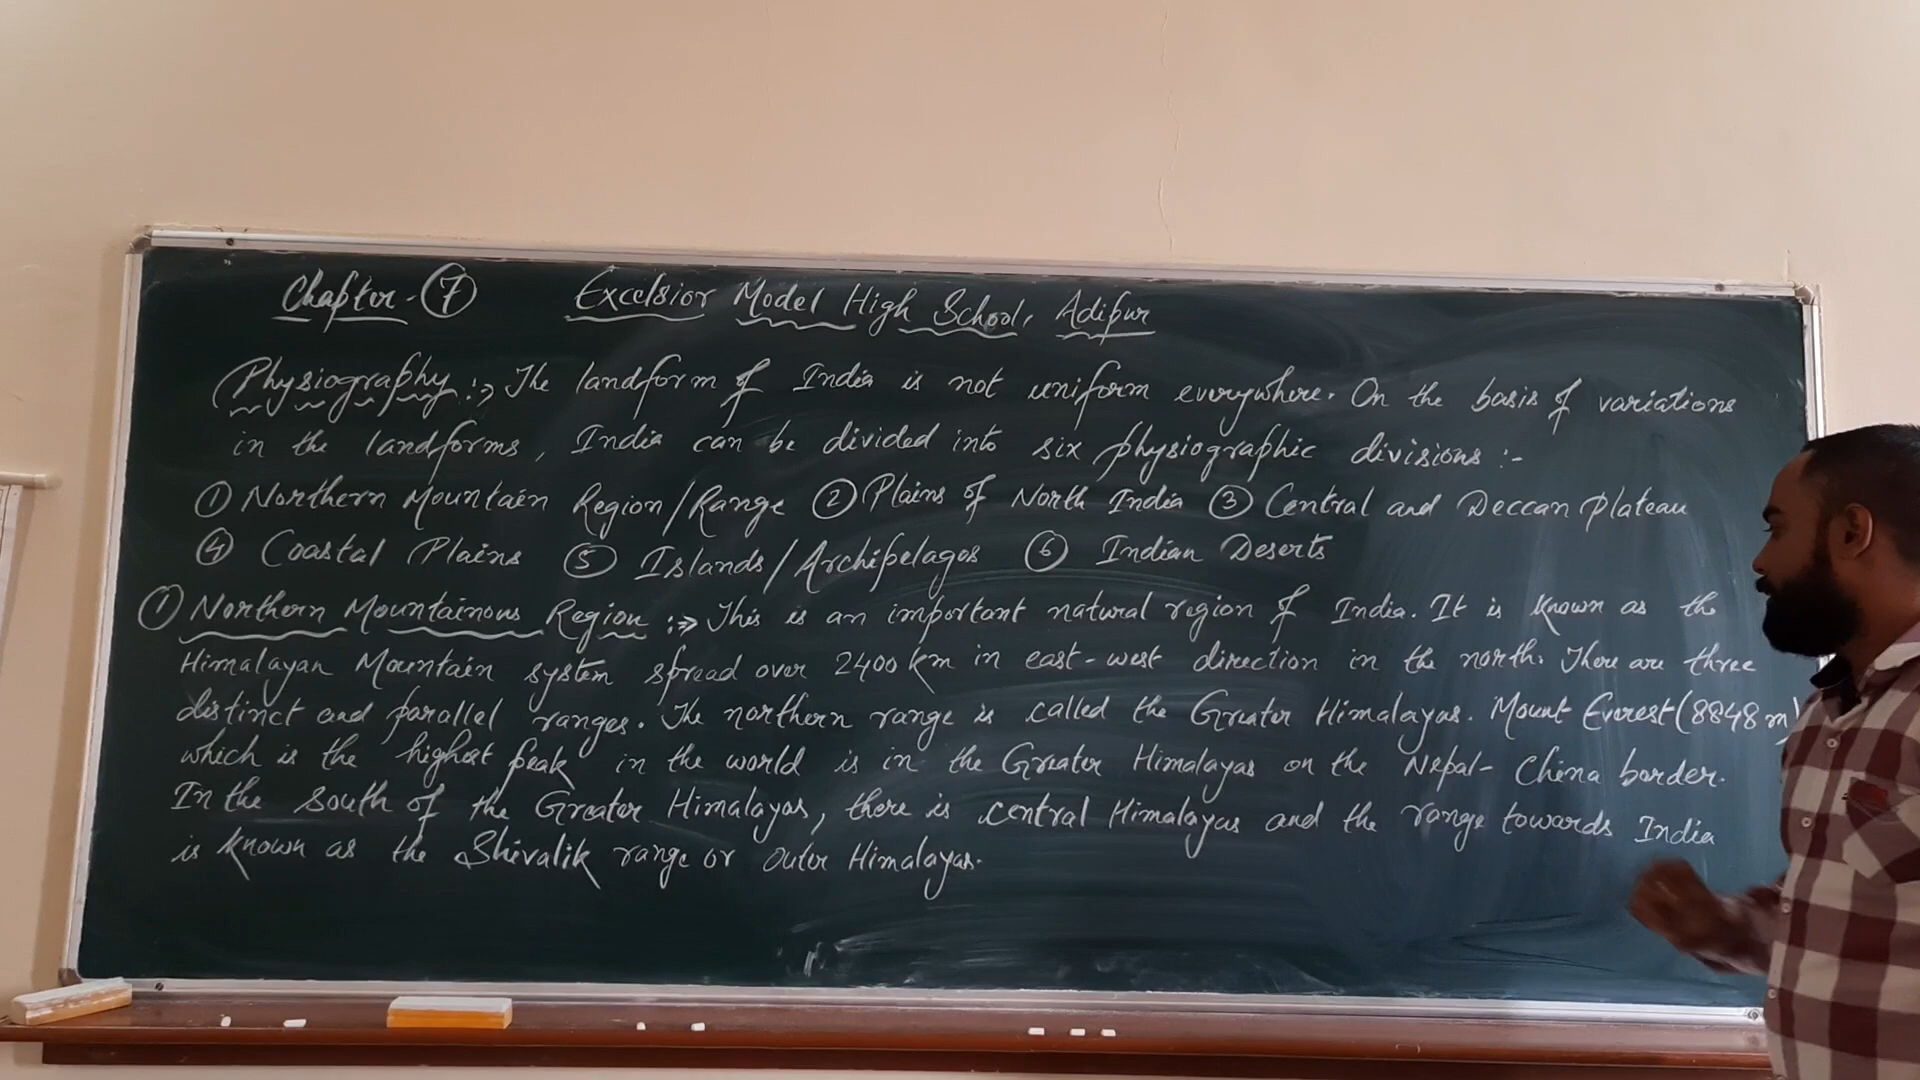 Chapter - 7 Excelsior Model High School, Adipur
Physiography :-> The landform of India is not uniform everywhere. On the basis of variations
in the landforms, India can be divided into six physiographic divisions :-
① Northern Mountain Region/Range ② Plains of North India ③ Central and Deccan Plateau
④ Coastal Plains ⑤ Islands/Archipelagos ⑥ Indian Deserts
① Northern Mountainous Region :-> This is an important natural region of India. It is known as the
Himalayan Mountain system spread over 2400 km in east-west direction in the north. There are three
distinct and parallel ranges. The northern range is called the Greater Himalayas. Mount Everest (8848 m)
which is the highest peak in the world is in the Greater Himalayas on the Nepal-China border.
In the south of the Greater Himalayas, there is central Himalayas and the range towards India
is known as the Shivalik range or outer Himalayas.